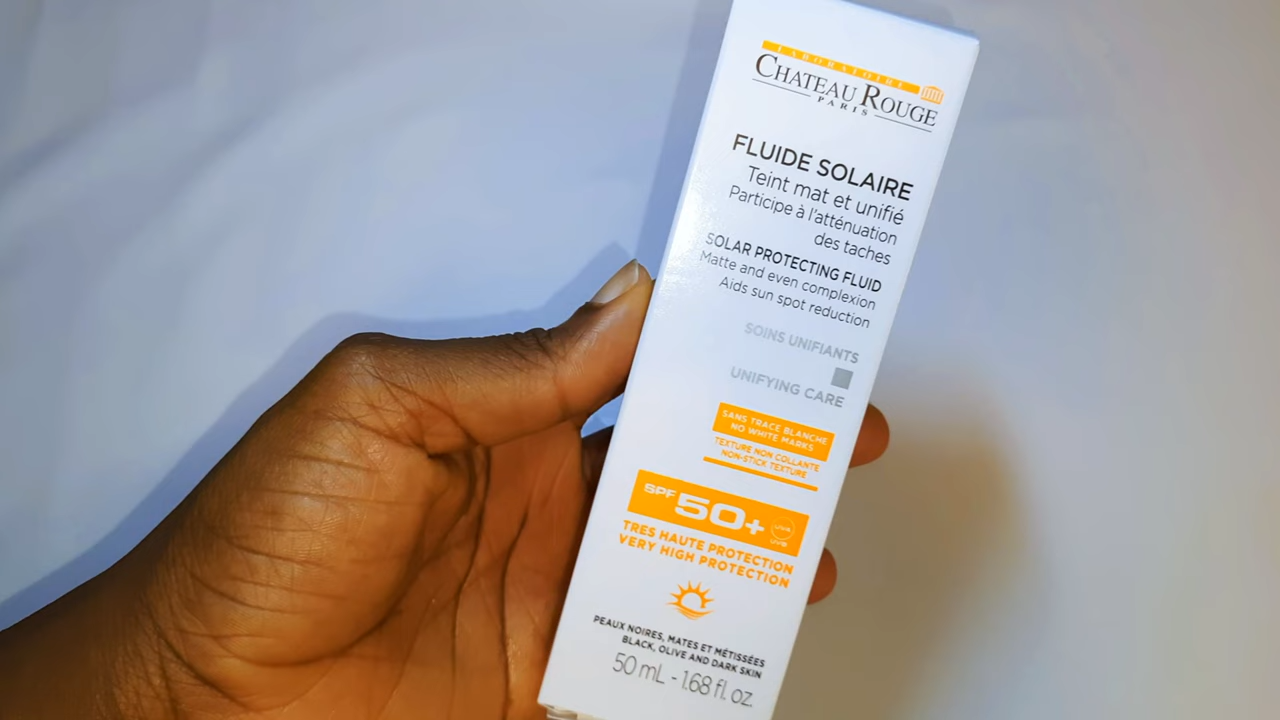 LABORATOIRE
CHATEAU ROUGE
PARIS
FLUIDE SOLAIRE
Teint mat et unifié
Participe à l'atténuation
des taches
SOLAR PROTECTING FLUID
Matte and even complexion
Aids sun spot reduction
SOINS UNIFIANTS
UNIFYING CARE
SANS TRACE BLANCHE
NO WHITE MARKS
TEXTURE NON COLLANTE
NON-STICK TEXTURE
SPF 50+
UVA
UVB
TRES HAUTE PROTECTION
VERY HIGH PROTECTION
PEAUX NOIRES, MATES ET MÉTISSÉES
BLACK, OLIVE AND DARK SKIN
50 mL - 1.68 fl. oz.